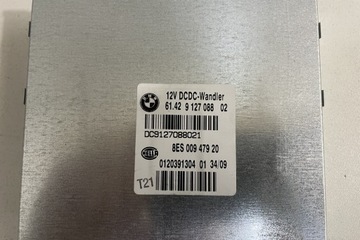 12V DCDC-Wandler
61.42 9 127 088 02
DC9127088021
8ES 009 479 20
0120391304 01 34/09
T21